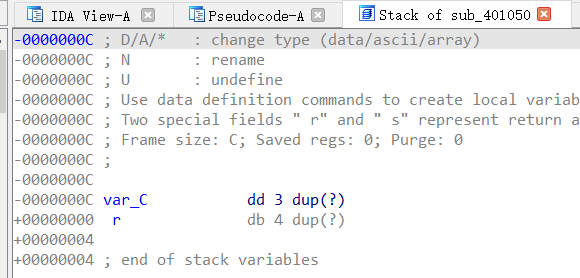 IDA View-A Pseudocode-A Stack of sub_401050
-0000000C ; D/A/* : change type (data/ascii/array)
-0000000C ; N : rename
-0000000C ; U : undefine
-0000000C ; Use data definition commands to create local variab
-0000000C ; Two special fields " r" and " s" represent return a
-0000000C ; Frame size: C; Saved regs: 0; Purge: 0
-0000000C ;
-0000000C
-0000000C var_C dd 3 dup(?)
+00000000 r db 4 dup(?)
+00000004
+00000004 ; end of stack variables